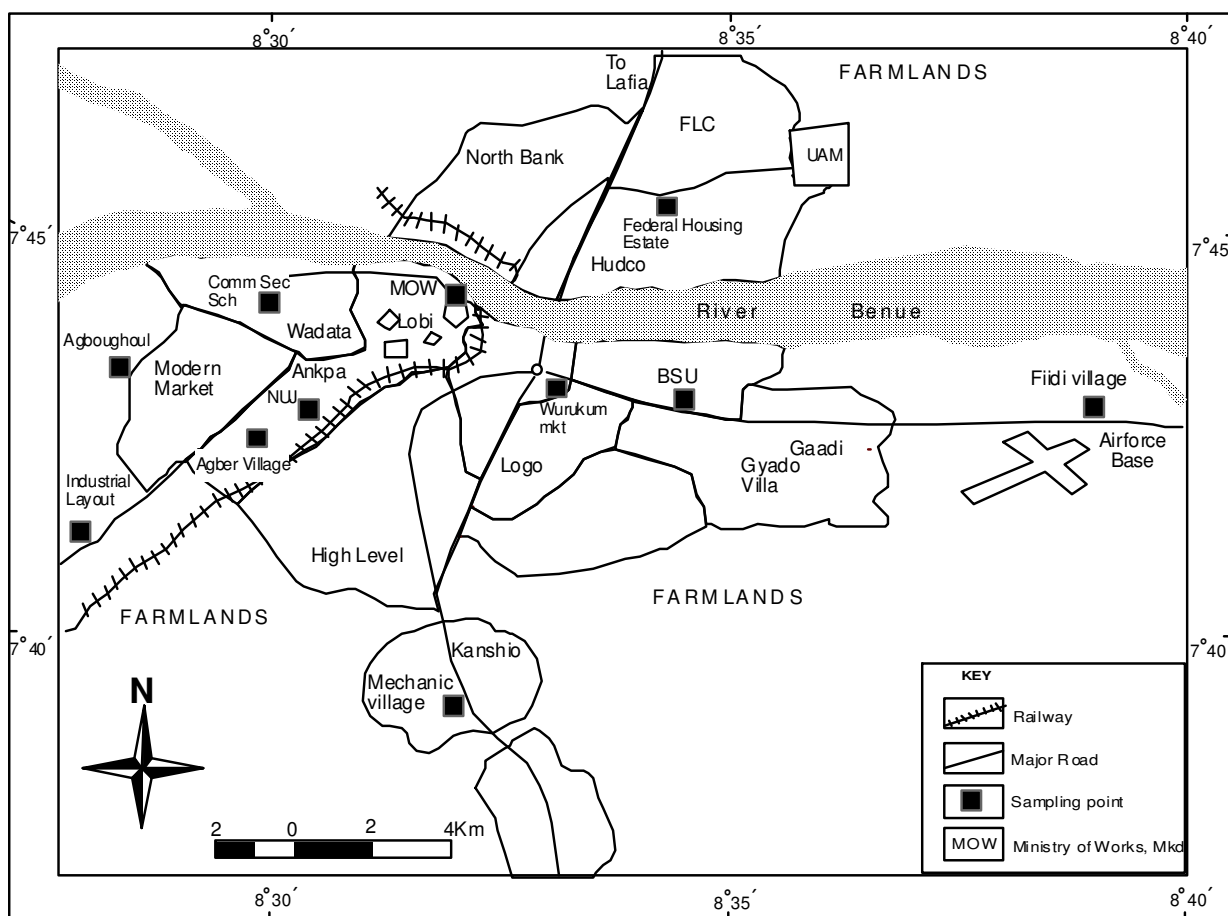 8°30´
8°35´
8°40´
To
Lafia
FARMLANDS
FLC
North Bank
UAM
7°45´
Federal Housing
Estate
Hudco
7°45´
Comm Sec
Sch
MOW
Lobi
Wadata
River Benue
Agboughoul
Modern
Market
Ankpa
NUJ
BSU
Fiidi village
Wurukum
mkt
Agber Village
Logo
Gaadi
Gyado
Villa
Airforce
Base
Industrial
Layout
High Level
FARMLANDS
FARMLANDS
7°40´
7°40´
Kanshio
Mechanic
village
N
KEY
Railway
Major Road
Sampling point
MOW Ministry of Works, Mkd
2 0 2 4Km
8°30´
8°35´
8°40´